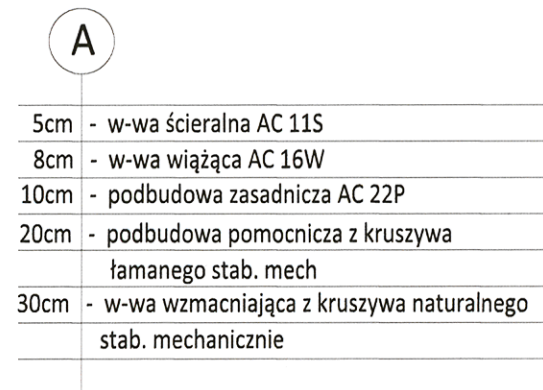 A
5cm - w-wa ścieralna AC 11S
8cm - w-wa wiążąca AC 16W
10cm - podbudowa zasadnicza AC 22P
20cm - podbudowa pomocnicza z kruszywa
łamanego stab. mech
30cm - w-wa wzmacniająca z kruszywa naturalnego
stab. mechanicznie